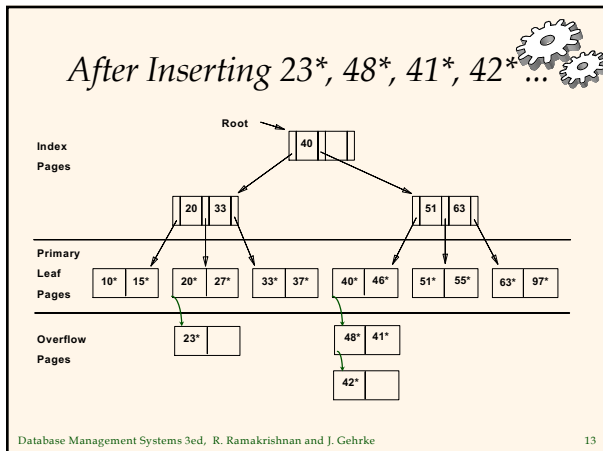 After Inserting 23*, 48*, 41*, 42* ...
Root
Index
Pages
40
20 33
51 63
Primary
Leaf
Pages
10* 15*
20* 27*
33* 37*
40* 46*
51* 55*
63* 97*
Overflow
Pages
23*
48* 41*
42*
Database Management Systems 3ed, R. Ramakrishnan and J. Gehrke
13